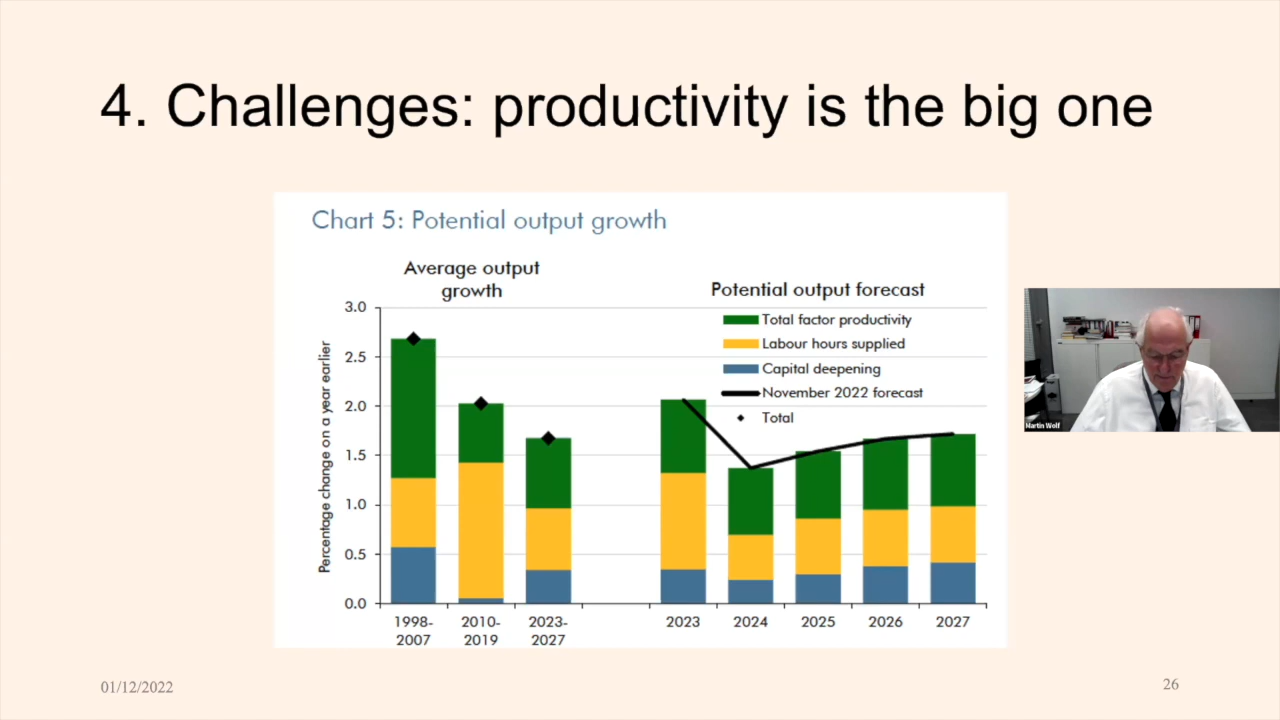 4. Challenges: productivity is the big one
Chart 5: Potential output growth
Average output
growth
Potential output forecast
Total factor productivity
Labour hours supplied
Capital deepening
November 2022 forecast
Total
Percentage change on a year earlier
3.0
2.5
2.0
1.5
1.0
0.5
0.0
1998-
2007
2010-
2019
2023-
2027
2023
2024
2025
2026
2027
Martin Wolf
01/12/2022
26